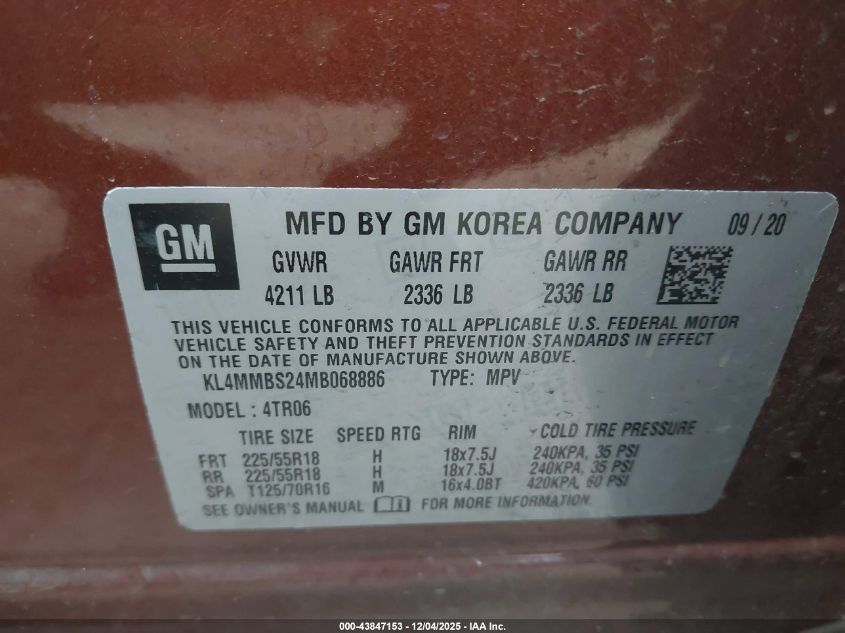 GM
MFD BY GM KOREA COMPANY 09 / 20
GVWR GAWR FRT GAWR RR
4211 LB 2336 LB 2336 LB
THIS VEHICLE CONFORMS TO ALL APPLICABLE U.S. FEDERAL MOTOR
VEHICLE SAFETY AND THEFT PREVENTION STANDARDS IN EFFECT
ON THE DATE OF MANUFACTURE SHOWN ABOVE.
KL4MMBS24MB068886 TYPE: MPV
MODEL : 4TR06
TIRE SIZE SPEED RTG RIM COLD TIRE PRESSURE
FRT 225/55R18 H 18x7.5J 240KPA, 35 PSI
RR 225/55R18 H 18x7.5J 240KPA, 35 PSI
SPA T125/70R16 M 16x4.0BT 420KPA, 60 PSI
SEE OWNER'S MANUAL FOR MORE INFORMATION.
000-43847153 - 12/04/2025 - IAA Inc.